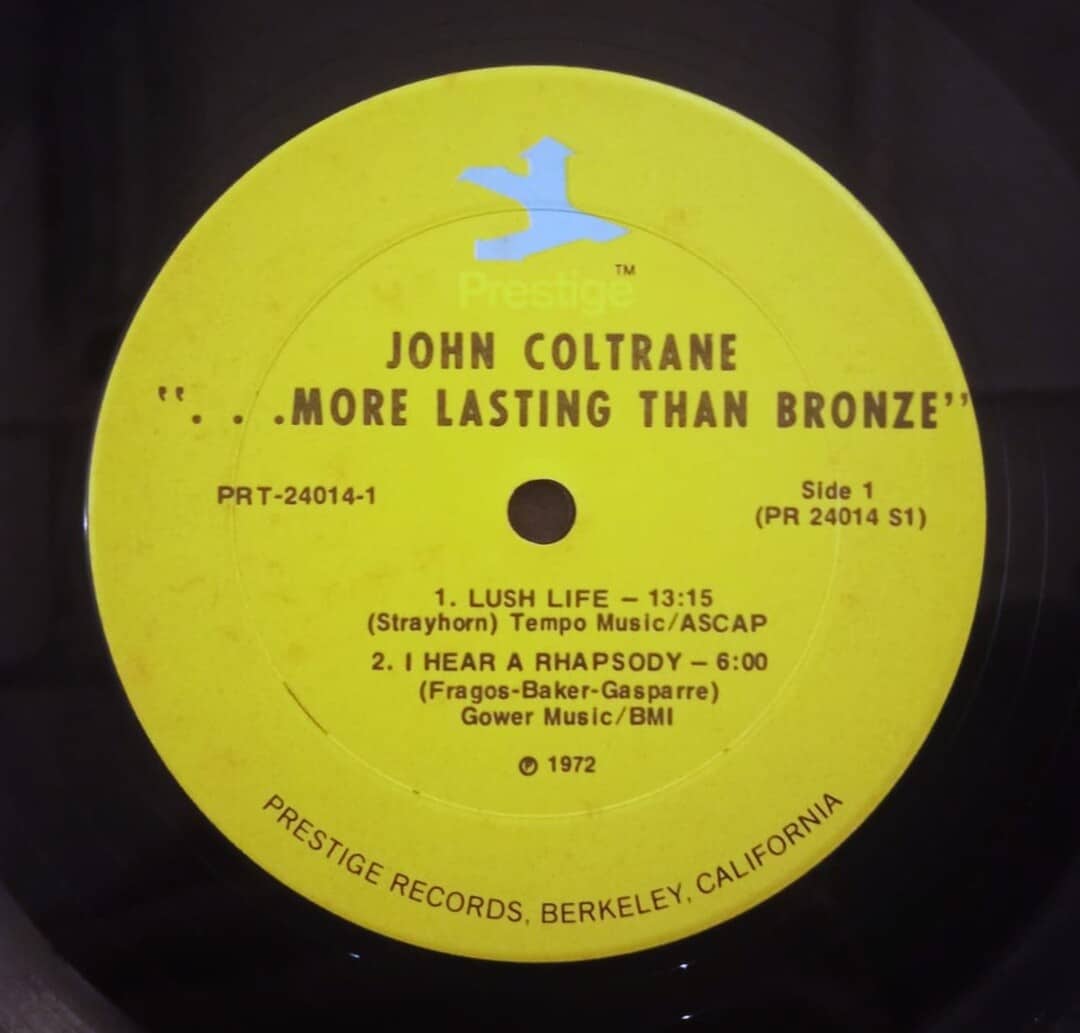 Prestige™
JOHN COLTRANE
". . .MORE LASTING THAN BRONZE"
PRT-24014-1
Side 1
(PR 24014 S1)
1. LUSH LIFE – 13:15
(Strayhorn) Tempo Music/ASCAP
2. I HEAR A RHAPSODY – 6:00
(Fragos-Baker-Gasparre)
Gower Music/BMI
℗ 1972
PRESTIGE RECORDS, BERKELEY, CALIFORNIA